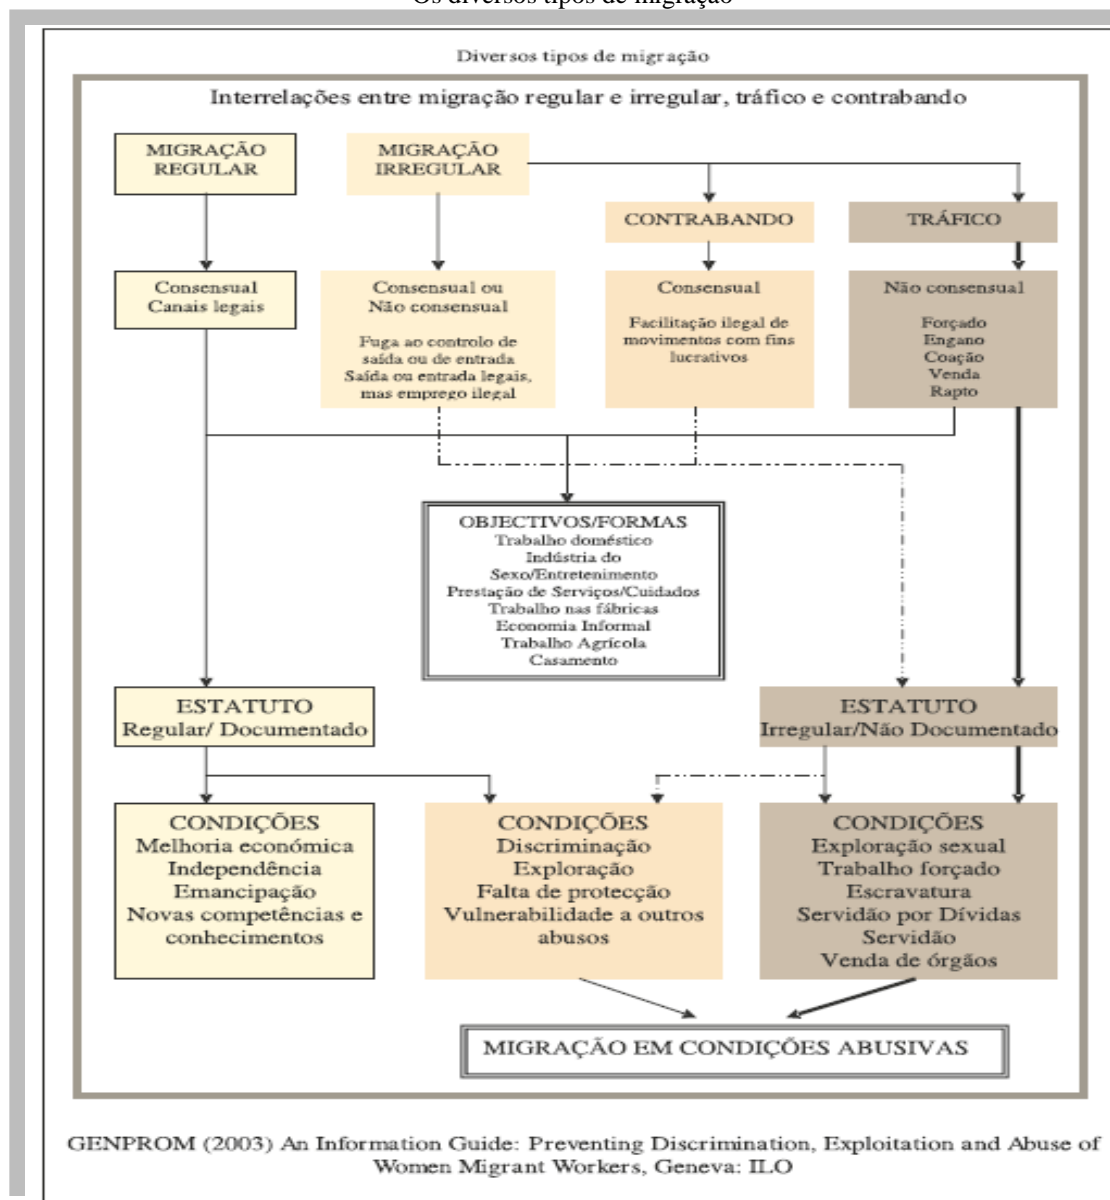 Os diversos tipos de migração
Diversos tipos de migração
Interrelações entre migração regular e irregular, tráfico e contrabando
MIGRAÇÃO
REGULAR
MIGRAÇÃO
IRREGULAR
CONTRABANDO
TRÁFICO
Consensual
Canais legais
Consensual ou
Não consensual
Fuga ao controlo de
saída ou de entrada
Saída ou entrada legais,
mas emprego ilegal
Consensual
Facilitação ilegal de
movimentos com fins
lucrativos
Não consensual
Forçado
Engano
Coação
Venda
Rapto
OBJECTIVOS/FORMAS
Trabalho doméstico
Indústria do
Sexo/Entretenimento
Prestação de Serviços/Cuidados
Trabalho nas fábricas
Economia Informal
Trabalho Agrícola
Casamento
ESTATUTO
Regular/ Documentado
ESTATUTO
Irregular/Não Documentado
CONDIÇÕES
Melhoria económica
Independência
Emancipação
Novas competências e
conhecimentos
CONDIÇÕES
Discriminação
Exploração
Falta de protecção
Vulnerabilidade a outros
abusos
CONDIÇÕES
Exploração sexual
Trabalho forçado
Escravatura
Servidão por Dívidas
Servidão
Venda de órgãos
MIGRAÇÃO EM CONDIÇÕES ABUSIVAS
GENPROM (2003) An Information Guide: Preventing Discrimination, Exploitation and Abuse of
Women Migrant Workers, Geneva: ILO